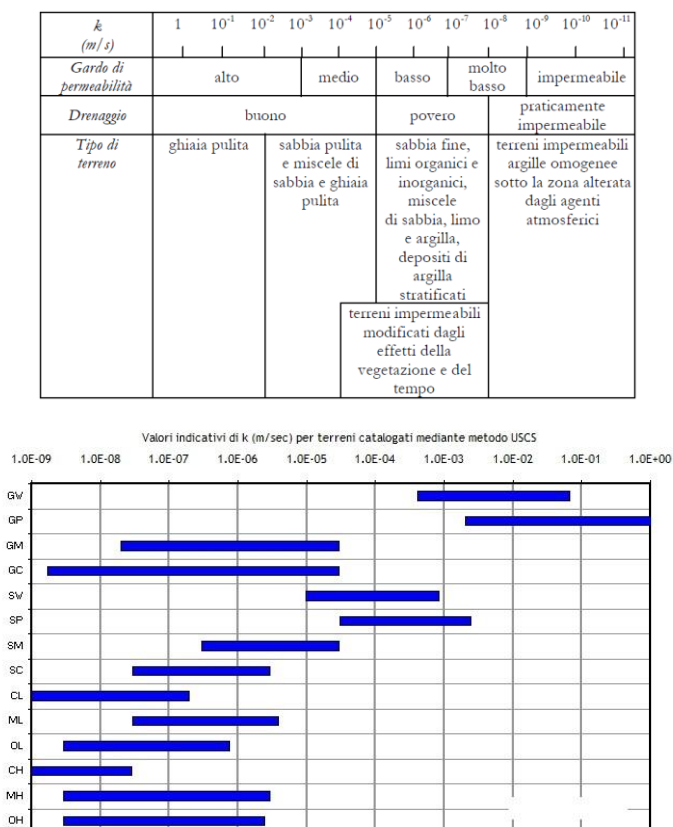 k 1 10⁻¹ 10⁻² 10⁻³ 10⁻⁴ 10⁻⁵ 10⁻⁶ 10⁻⁷ 10⁻⁸ 10⁻⁹ 10⁻¹⁰ 10⁻¹¹
(m/s)
Gardo di
permeabilità
alto
medio
basso
molto
basso
impermeabile
Drenaggio
buono
povero
praticamente
impermeabile
Tipo di
terreno
ghiaia pulita
sabbia pulita
e miscele di
sabbia e ghiaia
pulita
sabbia fine,
limi organici e
inorganici,
miscele
di sabbia, limo
e argilla,
depositi di
argilla
stratificati
terreni impermeabili
argille omogenee
sotto la zona alterata
dagli agenti
atmosferici
terreni impermeabili
modificati dagli
effetti della
vegetazione e del
tempo
Valori indicativi di k (m/sec) per terreni catalogati mediante metodo USCS
1.0E-09 1.0E-08 1.0E-07 1.0E-06 1.0E-05 1.0E-04 1.0E-03 1.0E-02 1.0E-01 1.0E+00
GW
GP
GM
GC
SW
SP
SM
SC
CL
ML
OL
CH
MH
OH